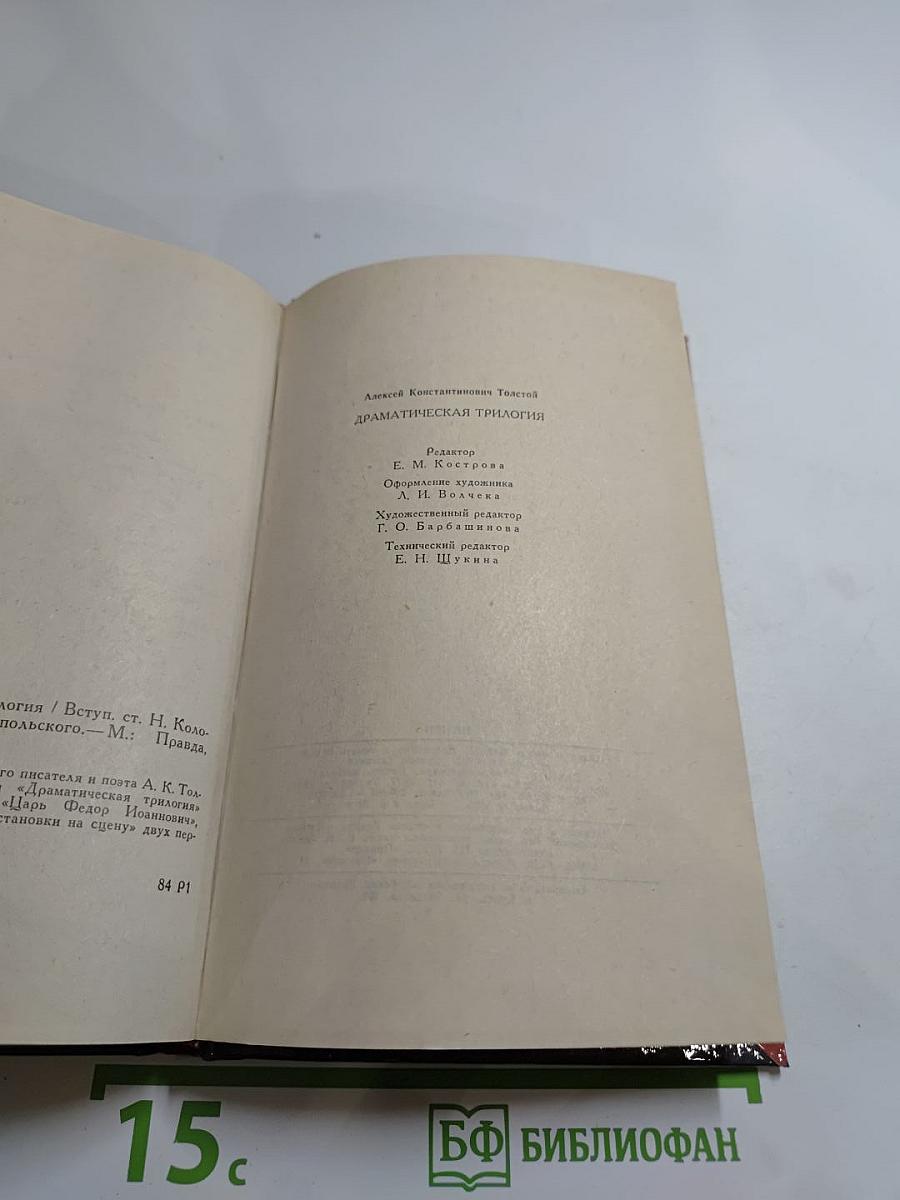 логия / Вступ. ст. Н. Коло-
польского.— М.: Правда,
го писателя и поэта А. К. Тол-
«Драматическая трилогия»
«Царь Федор Иоаннович»,
становки на сцену» двух пер-
84 Р1
Алексей Константинович Толстой
ДРАМАТИЧЕСКАЯ ТРИЛОГИЯ
Редактор
Е. М. Кострова
Оформление художника
Л. И. Волчека
Художественный редактор
Г. О. Барбашинова
Технический редактор
Е. Н. Щукина
15 с
БФ БИБЛИОФАН